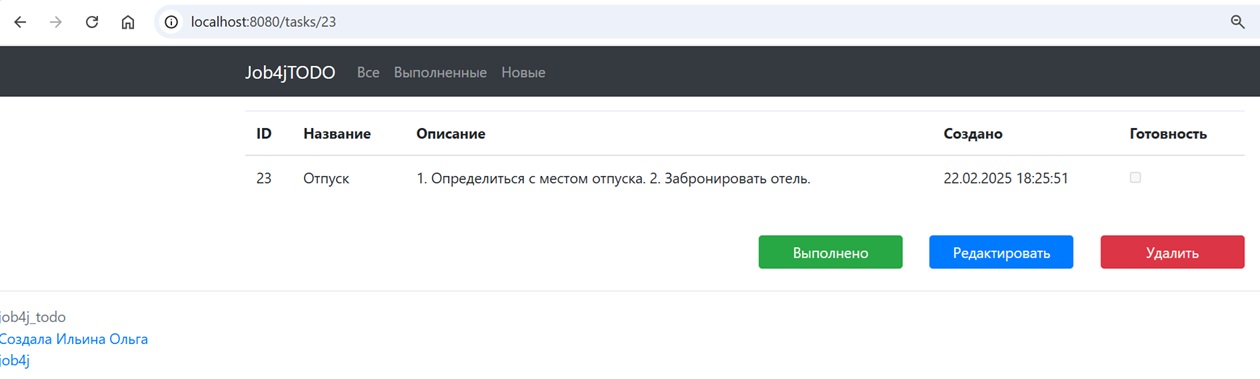 localhost:8080/tasks/23
Job4jTODO Все Выполненные Новые
ID Название Описание Создано Готовность
23 Отпуск 1. Определиться с местом отпуска. 2. Забронировать отель. 22.02.2025 18:25:51
Выполнено Редактировать Удалить
job4j_todo
Создала Ильина Ольга
job4j